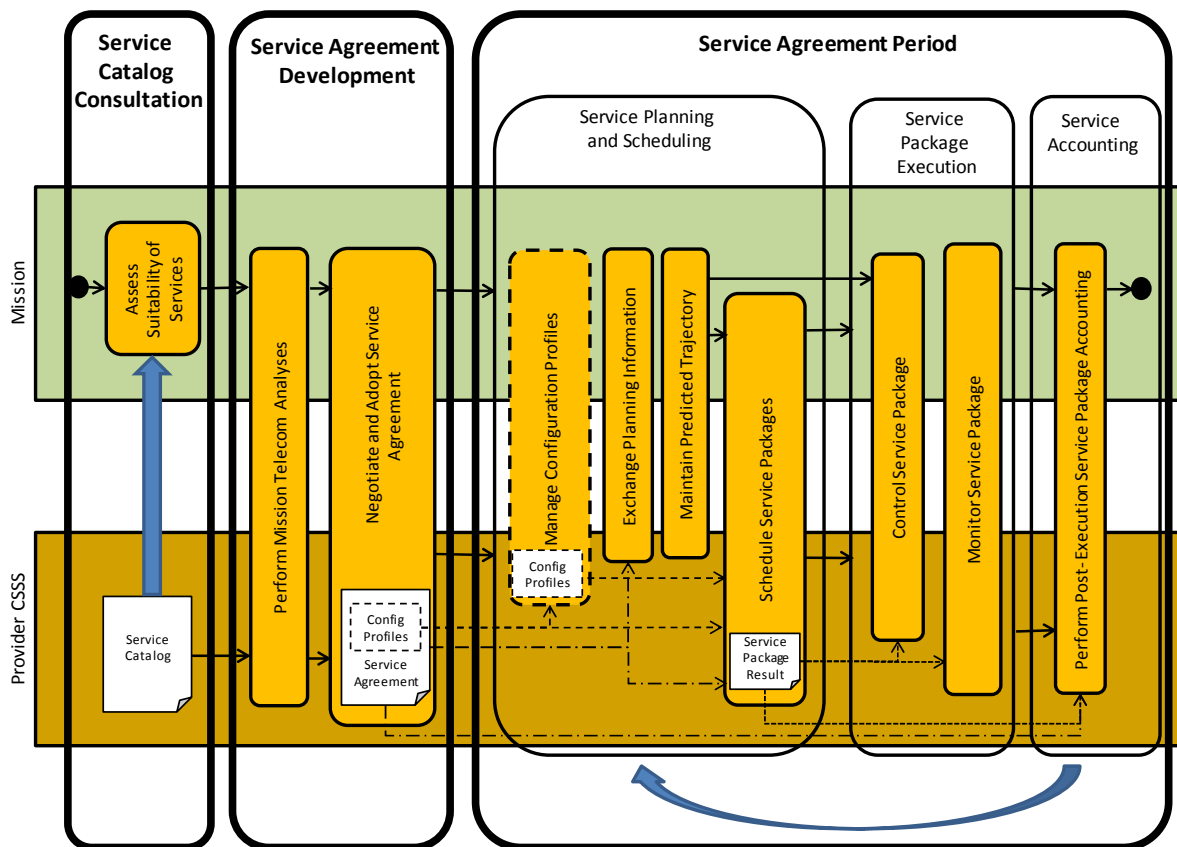 Service
Catalog
Consultation
Service Agreement
Development
Service Agreement Period
Service Planning
and Scheduling
Service
Package
Execution
Service
Accounting
Mission
Provider CSSS
Assess
Suitability of
Services
Service
Catalog
Perform Mission Telecom Analyses
Negotiate and Adopt Service
Agreement
Config
Profiles
Service
Agreement
Manage Configuration Profiles
Config
Profiles
Exchange Planning Information
Maintain Predicted Trajectory
Schedule Service Packages
Service
Package
Result
Control Service Package
Monitor Service Package
Perform Post- Execution Service Package Accounting